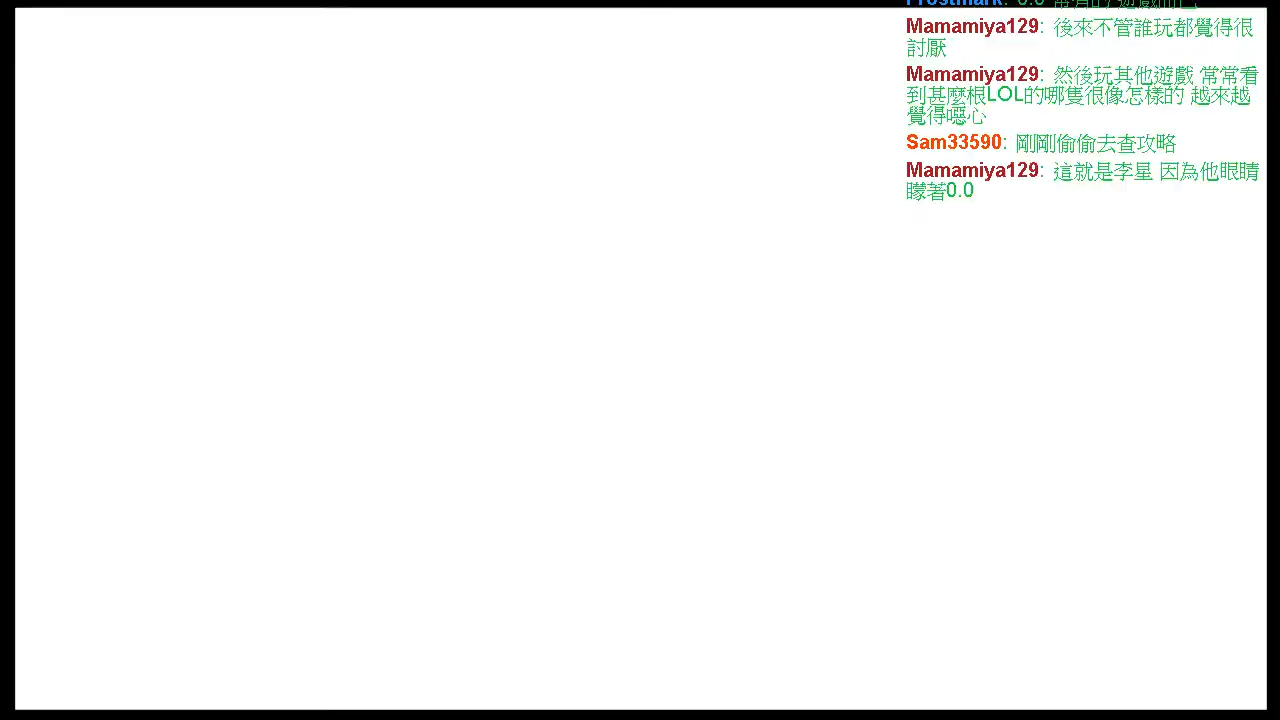 Mamamiya129: 後來不管誰玩都覺得很
討厭
Mamamiya129: 然後玩其他遊戲 常常看
到甚麼根LOL的哪隻很像怎樣的 越來越
覺得噁心
Sam33590: 剛剛偷偷去查攻略
Mamamiya129: 這就是李星 因為他眼睛
矇著0.0